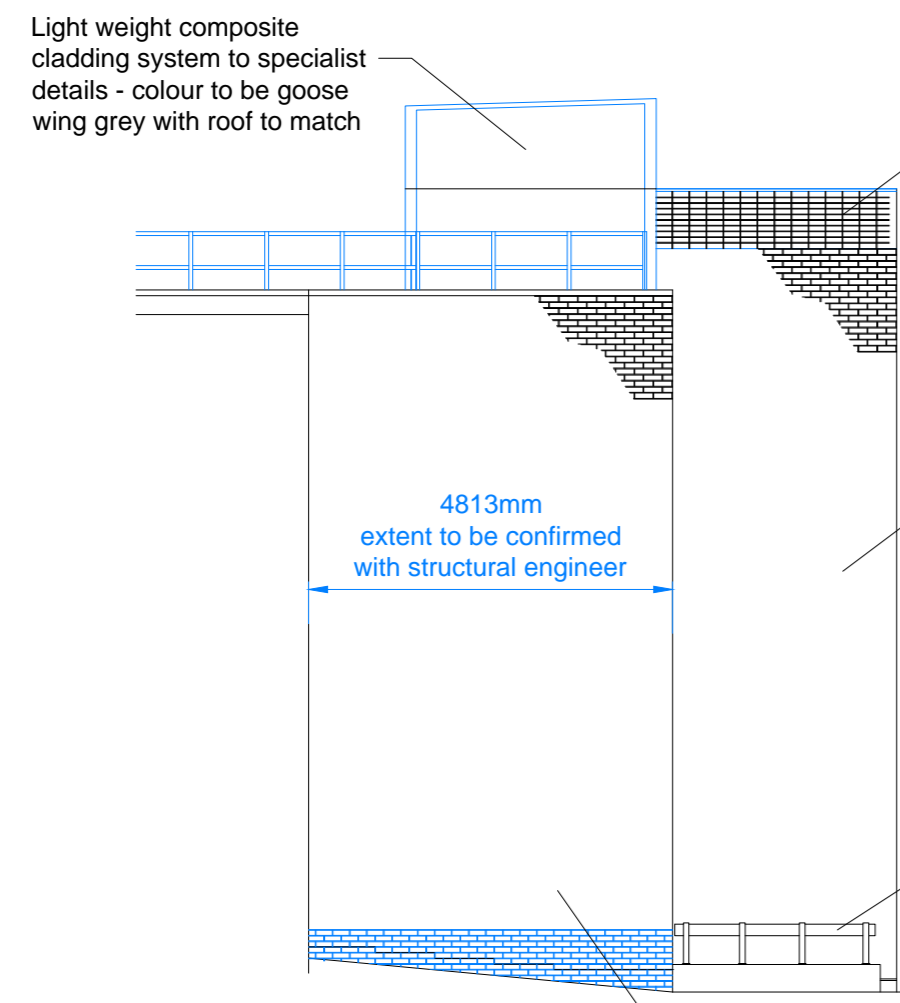 Light weight composite
cladding system to specialist
details - colour to be goose
wing grey with roof to match
4813mm
extent to be confirmed
with structural engineer